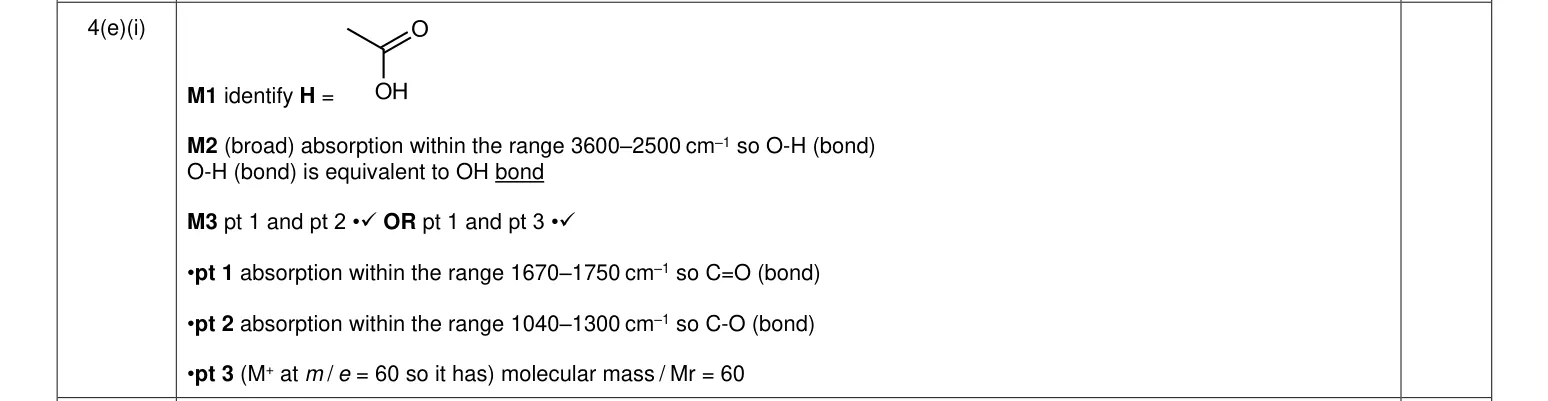 4(e)(i)
O
OH
M1 identify H =
M2 (broad) absorption within the range 3600–2500 cm⁻¹ so O-H (bond)
O-H (bond) is equivalent to OH bond
M3 pt 1 and pt 2 •✓ OR pt 1 and pt 3 •✓
•pt 1 absorption within the range 1670–1750 cm⁻¹ so C=O (bond)
•pt 2 absorption within the range 1040–1300 cm⁻¹ so C-O (bond)
•pt 3 (M⁺ at m / e = 60 so it has) molecular mass / Mr = 60